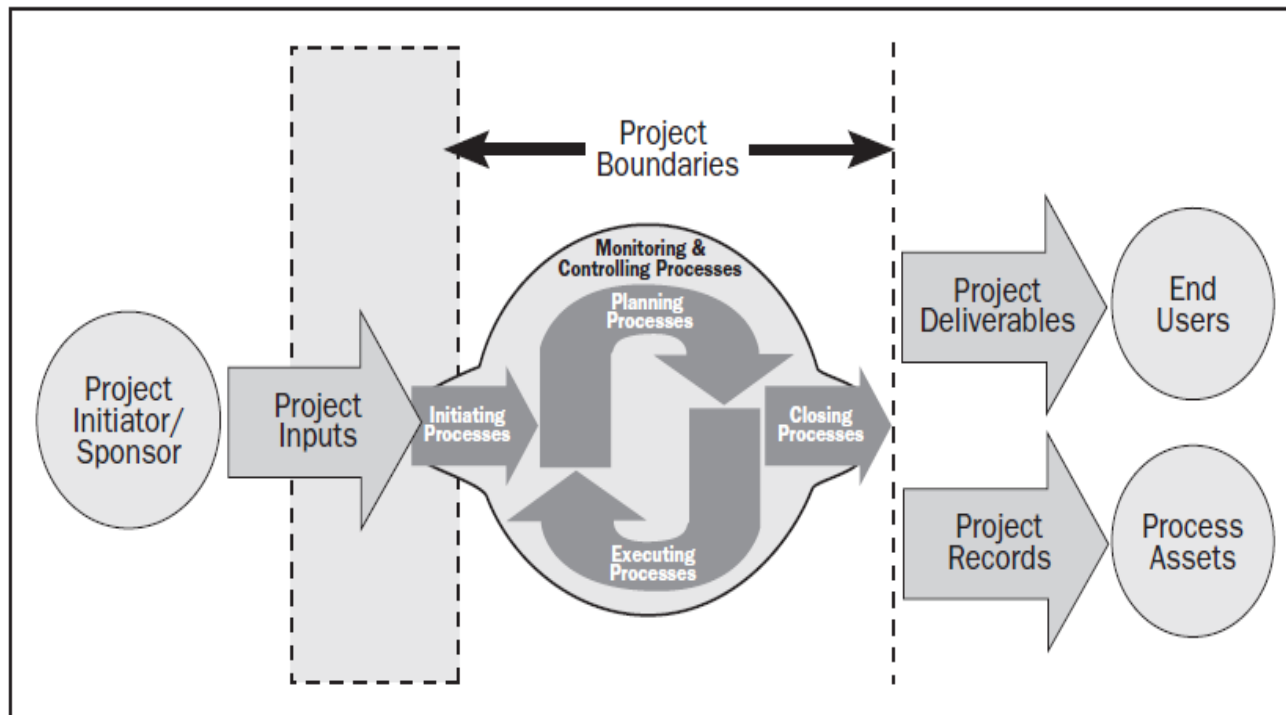 Project
Boundaries
Monitoring &
Controlling Processes
Planning
Processes
Project
Initiator/
Sponsor
Project
Inputs
Initiating
Processes
Closing
Processes
Executing
Processes
Project
Deliverables
End
Users
Project
Records
Process
Assets